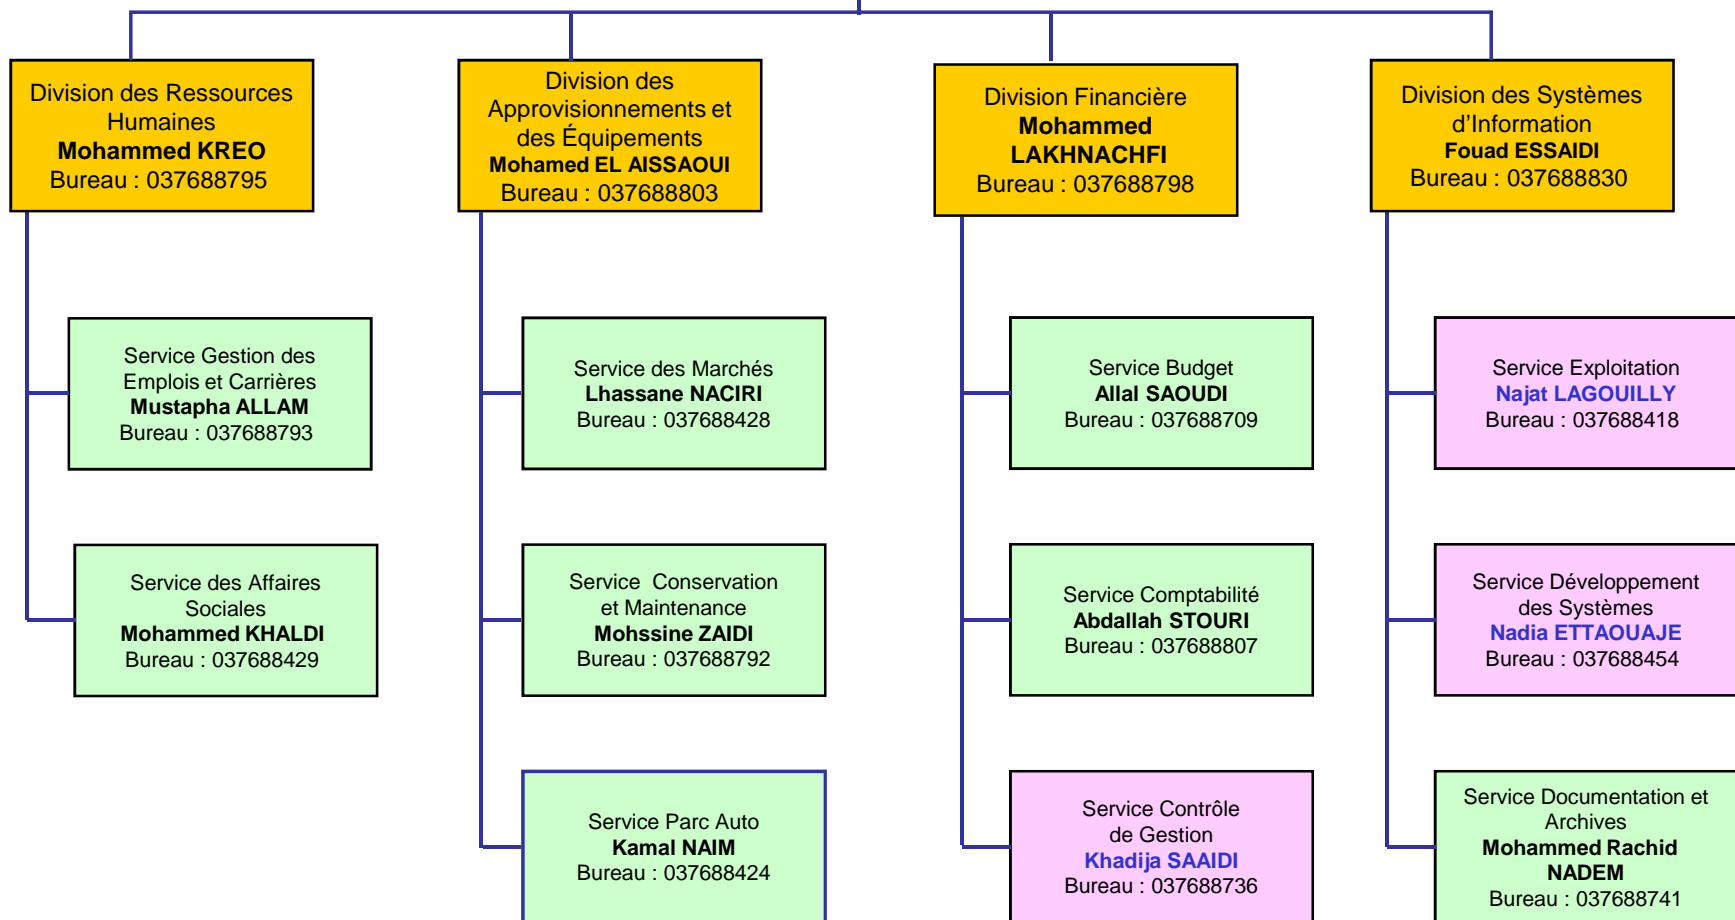 Division des Ressources
Humaines
Mohammed KREO
Bureau : 037688795
Division des
Approvisionnements et
des Équipements
Mohamed EL AISSAOUI
Bureau : 037688803
Division Financière
Mohammed
LAKHNACHFI
Bureau : 037688798
Division des Systèmes
d’Information
Fouad ESSAIDI
Bureau : 037688830
Service Gestion des
Emplois et Carrières
Mustapha ALLAM
Bureau : 037688793
Service des Marchés
Lhassane NACIRI
Bureau : 037688428
Service Budget
Allal SAOUDI
Bureau : 037688709
Service Exploitation
Najat LAGOUILLY
Bureau : 037688418
Service des Affaires
Sociales
Mohammed KHALDI
Bureau : 037688429
Service Conservation
et Maintenance
Mohssine ZAIDI
Bureau : 037688792
Service Comptabilité
Abdallah STOURI
Bureau : 037688807
Service Développement
des Systèmes
Nadia ETTAOUAJE
Bureau : 037688454
Service Parc Auto
Kamal NAIM
Bureau : 037688424
Service Contrôle
de Gestion
Khadija SAAIDI
Bureau : 037688736
Service Documentation et
Archives
Mohammed Rachid
NADEM
Bureau : 037688741